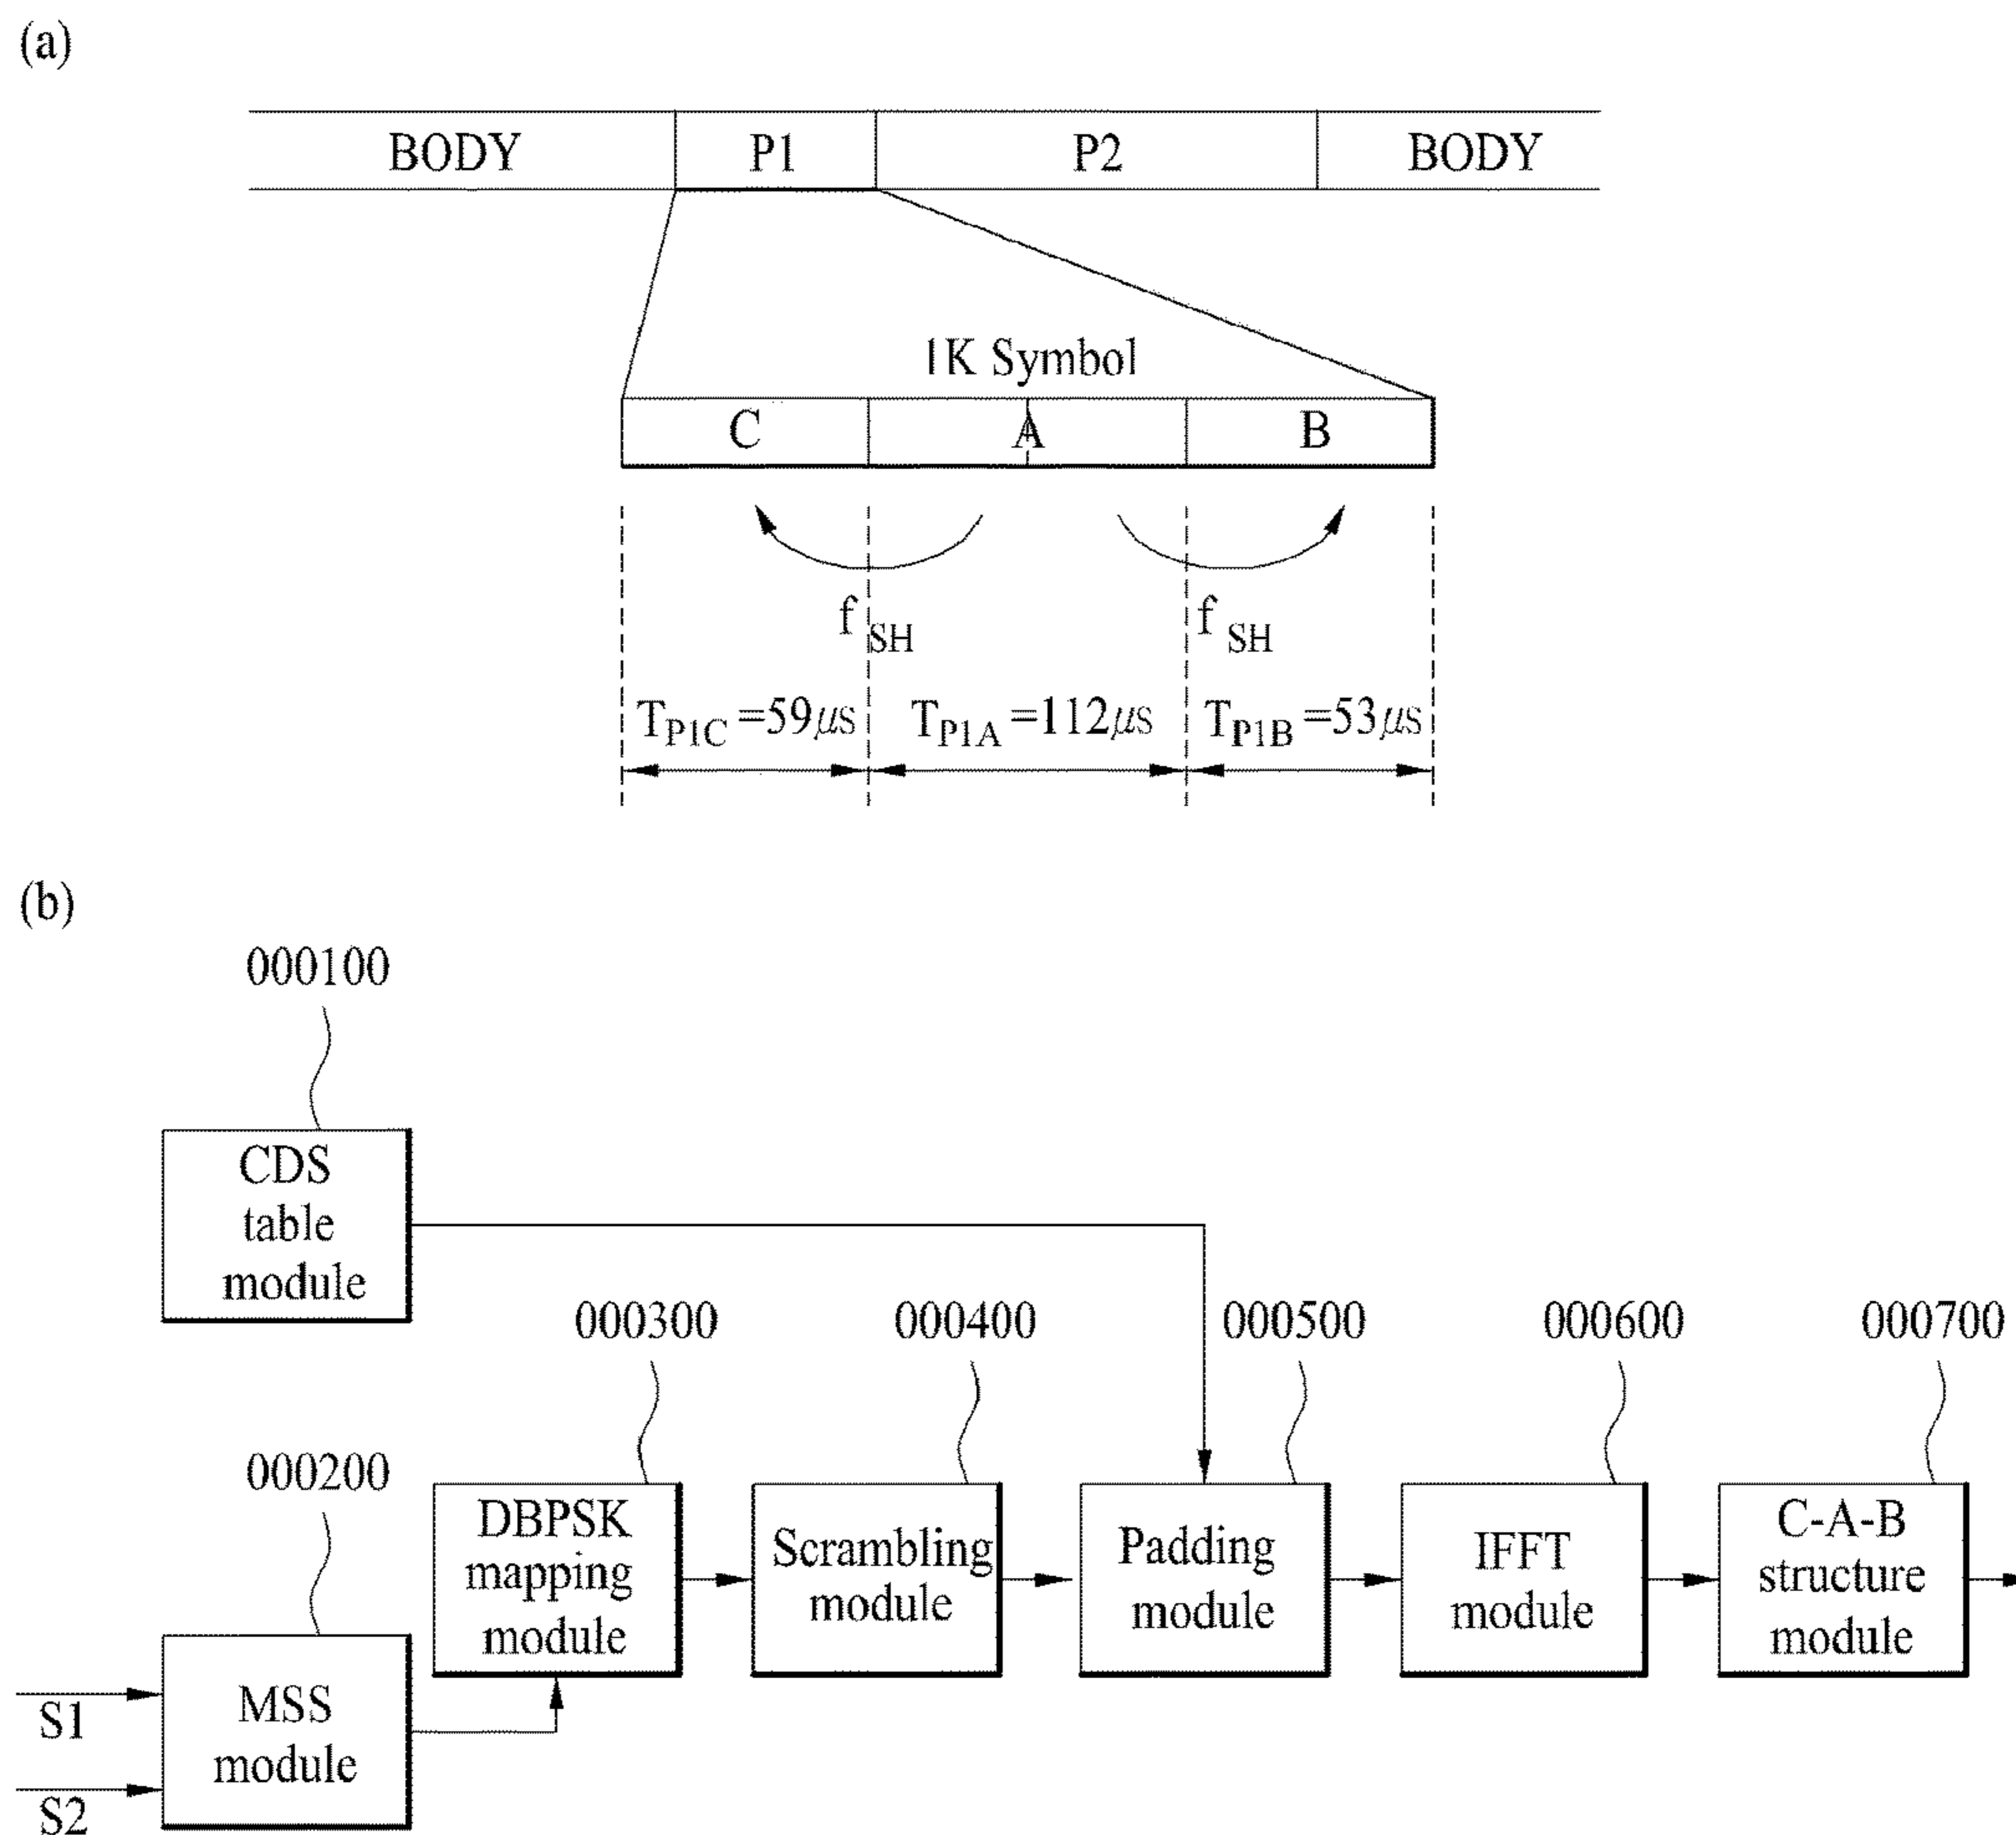 (a)
BODY P1 P2 BODY
1K Symbol
C A B
f SH f SH
TP1C =59μs TP1A =112μs TP1B =53μs
(b)
000100
CDS
table
module
000300 000400 000500 000600 000700
000200
DBPSK
mapping
module
Scrambling
module
Padding
module
IFFT
module
C-A-B
structure
module
S1
MSS
module
S2